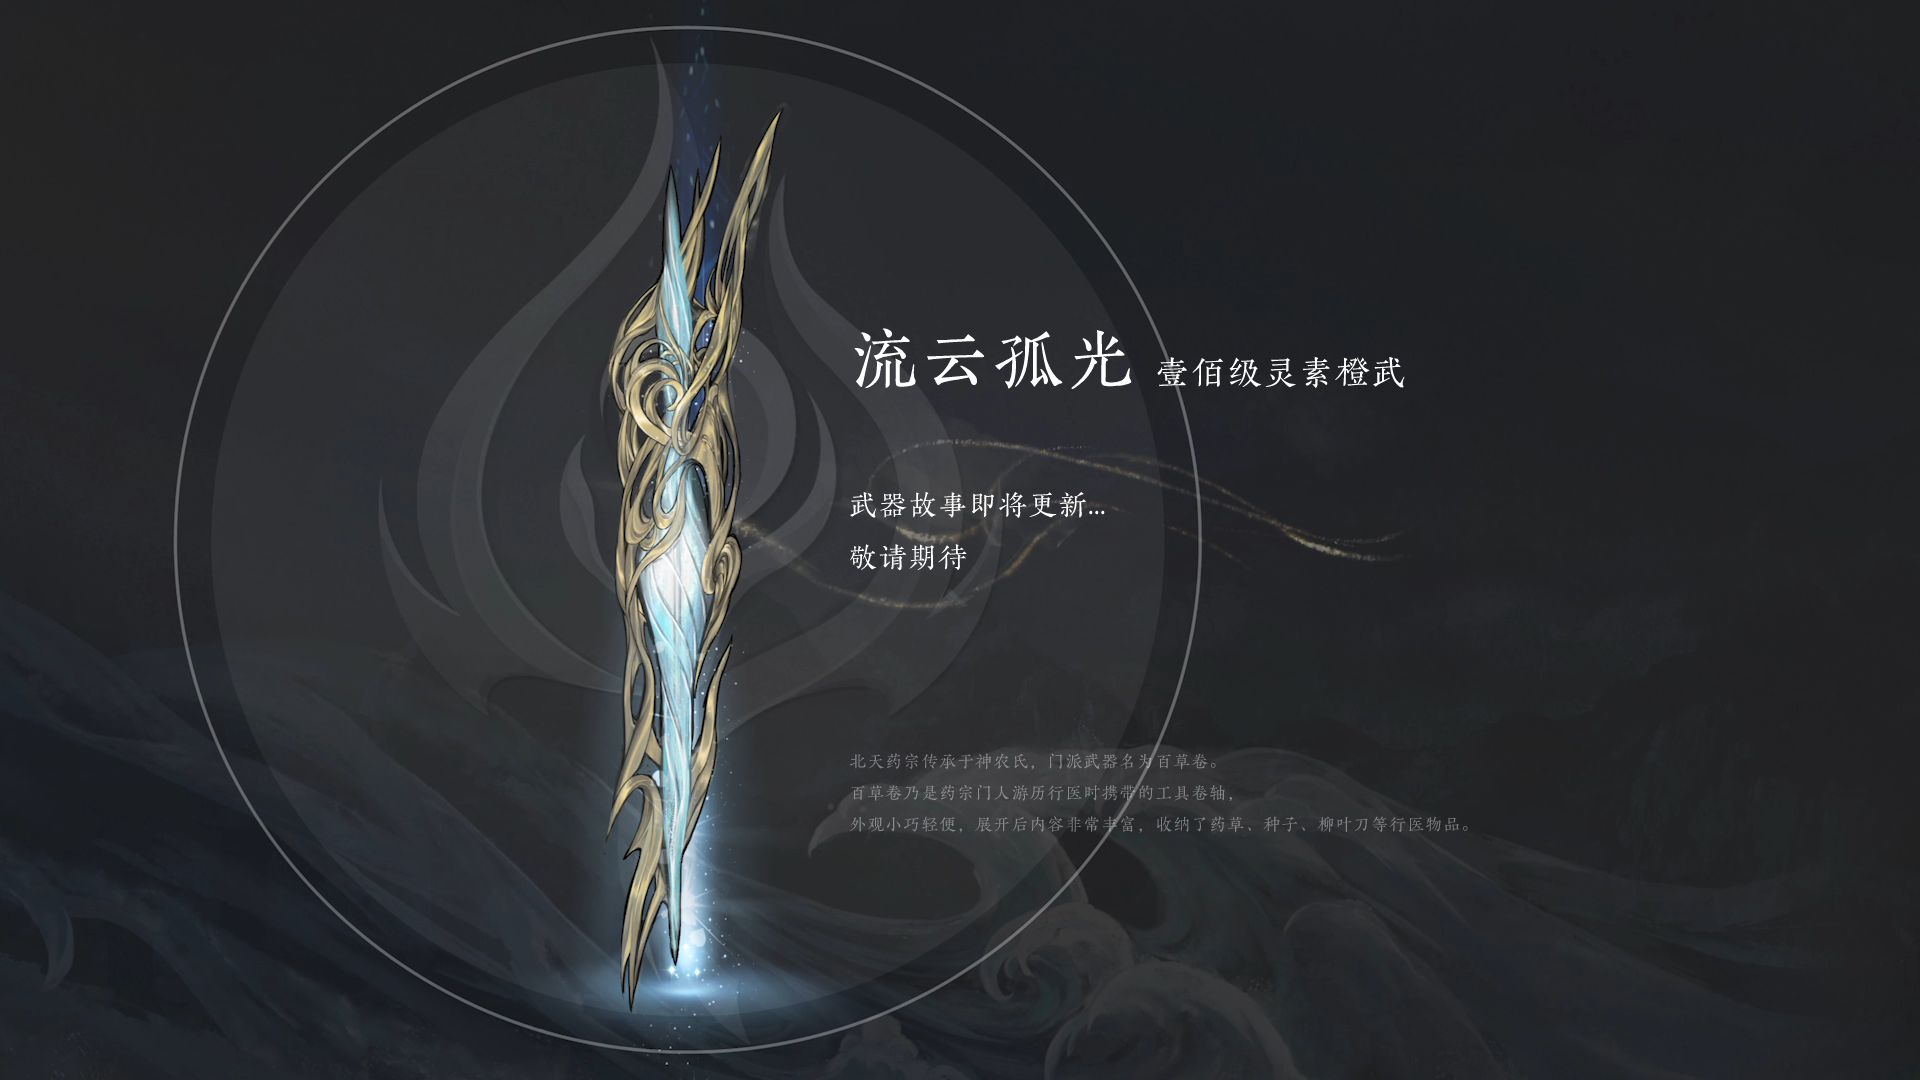 流云孤光 壹佰级灵素橙武
武器故事即将更新...
敬请期待
北天药宗传承于神农氏，门派武器名为百草卷。
百草卷乃是药宗门人游历行医时携带的工具卷轴，
外观小巧轻便，展开后内容非常丰富，收纳了药草、种子、柳叶刀等行医物品。